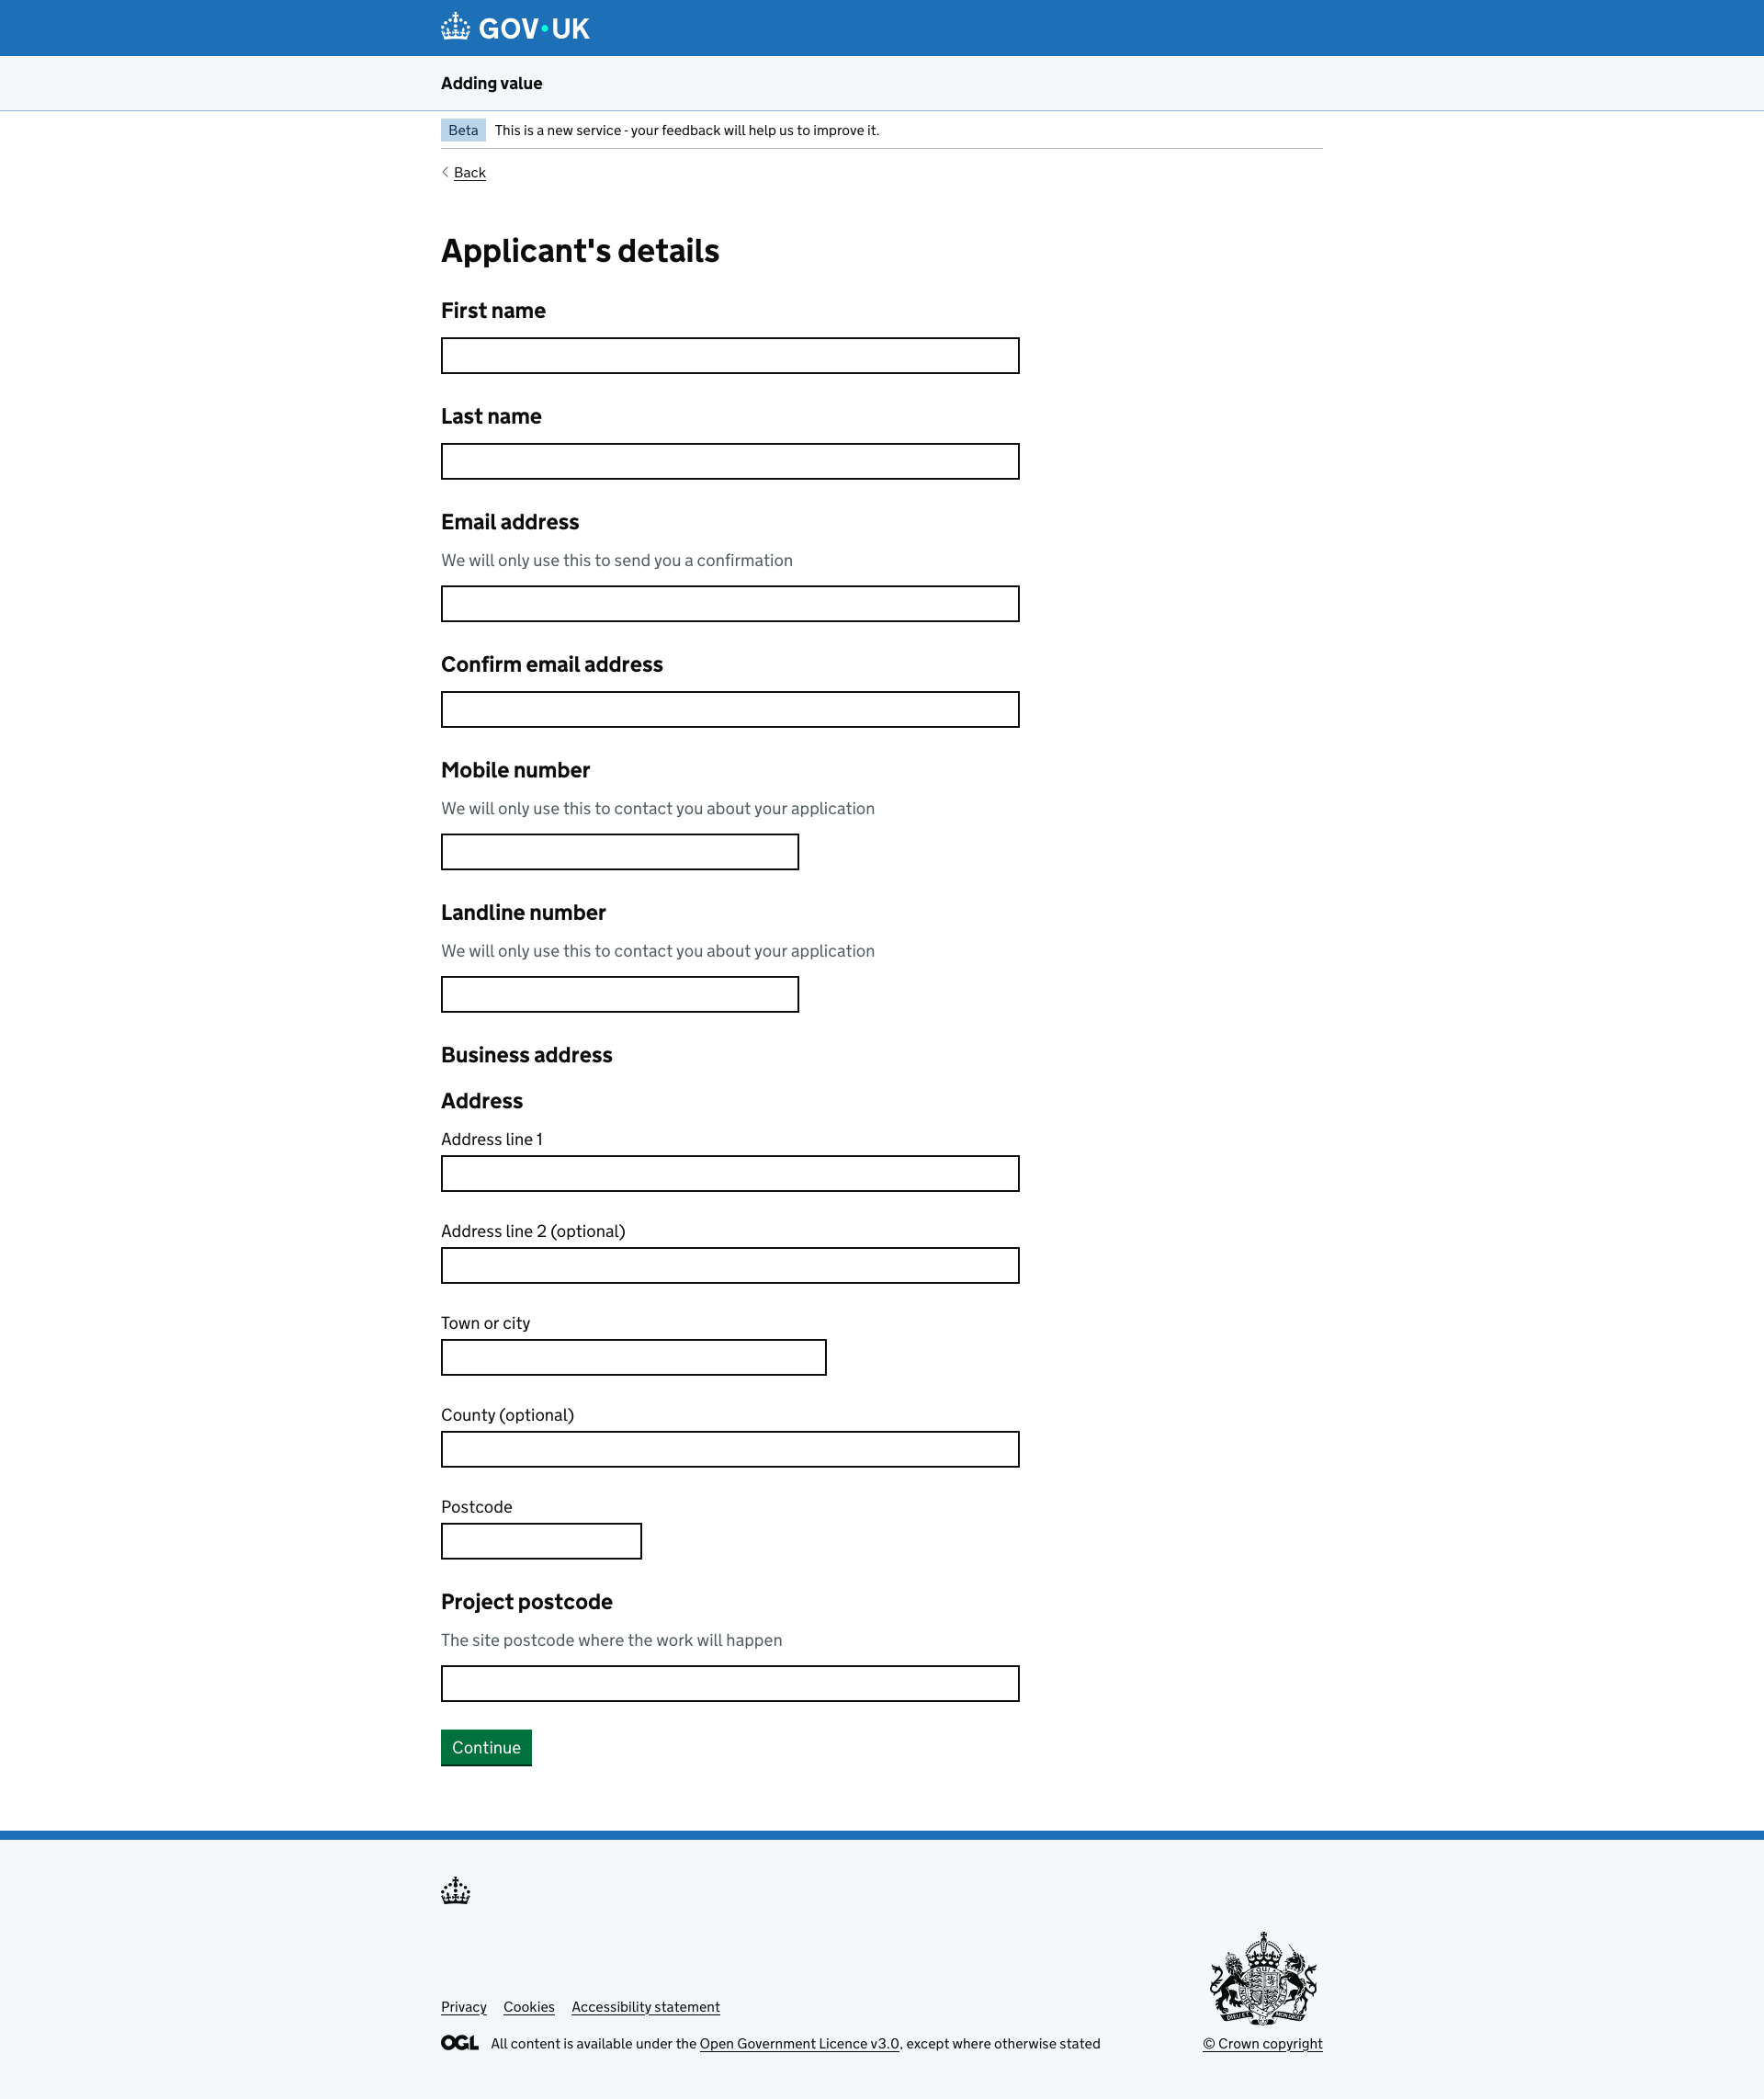 GOV·UK
Adding value
Beta This is a new service - your feedback will help us to improve it.
Back
Applicant's details
First name
Last name
Email address
We will only use this to send you a confirmation
Confirm email address
Mobile number
We will only use this to contact you about your application
Landline number
We will only use this to contact you about your application
Business address
Address
Address line 1
Address line 2 (optional)
Town or city
County (optional)
Postcode
Project postcode
The site postcode where the work will happen
Continue
Privacy Cookies Accessibility statement
OGL All content is available under the Open Government Licence v3.0, except where otherwise stated
© Crown copyright